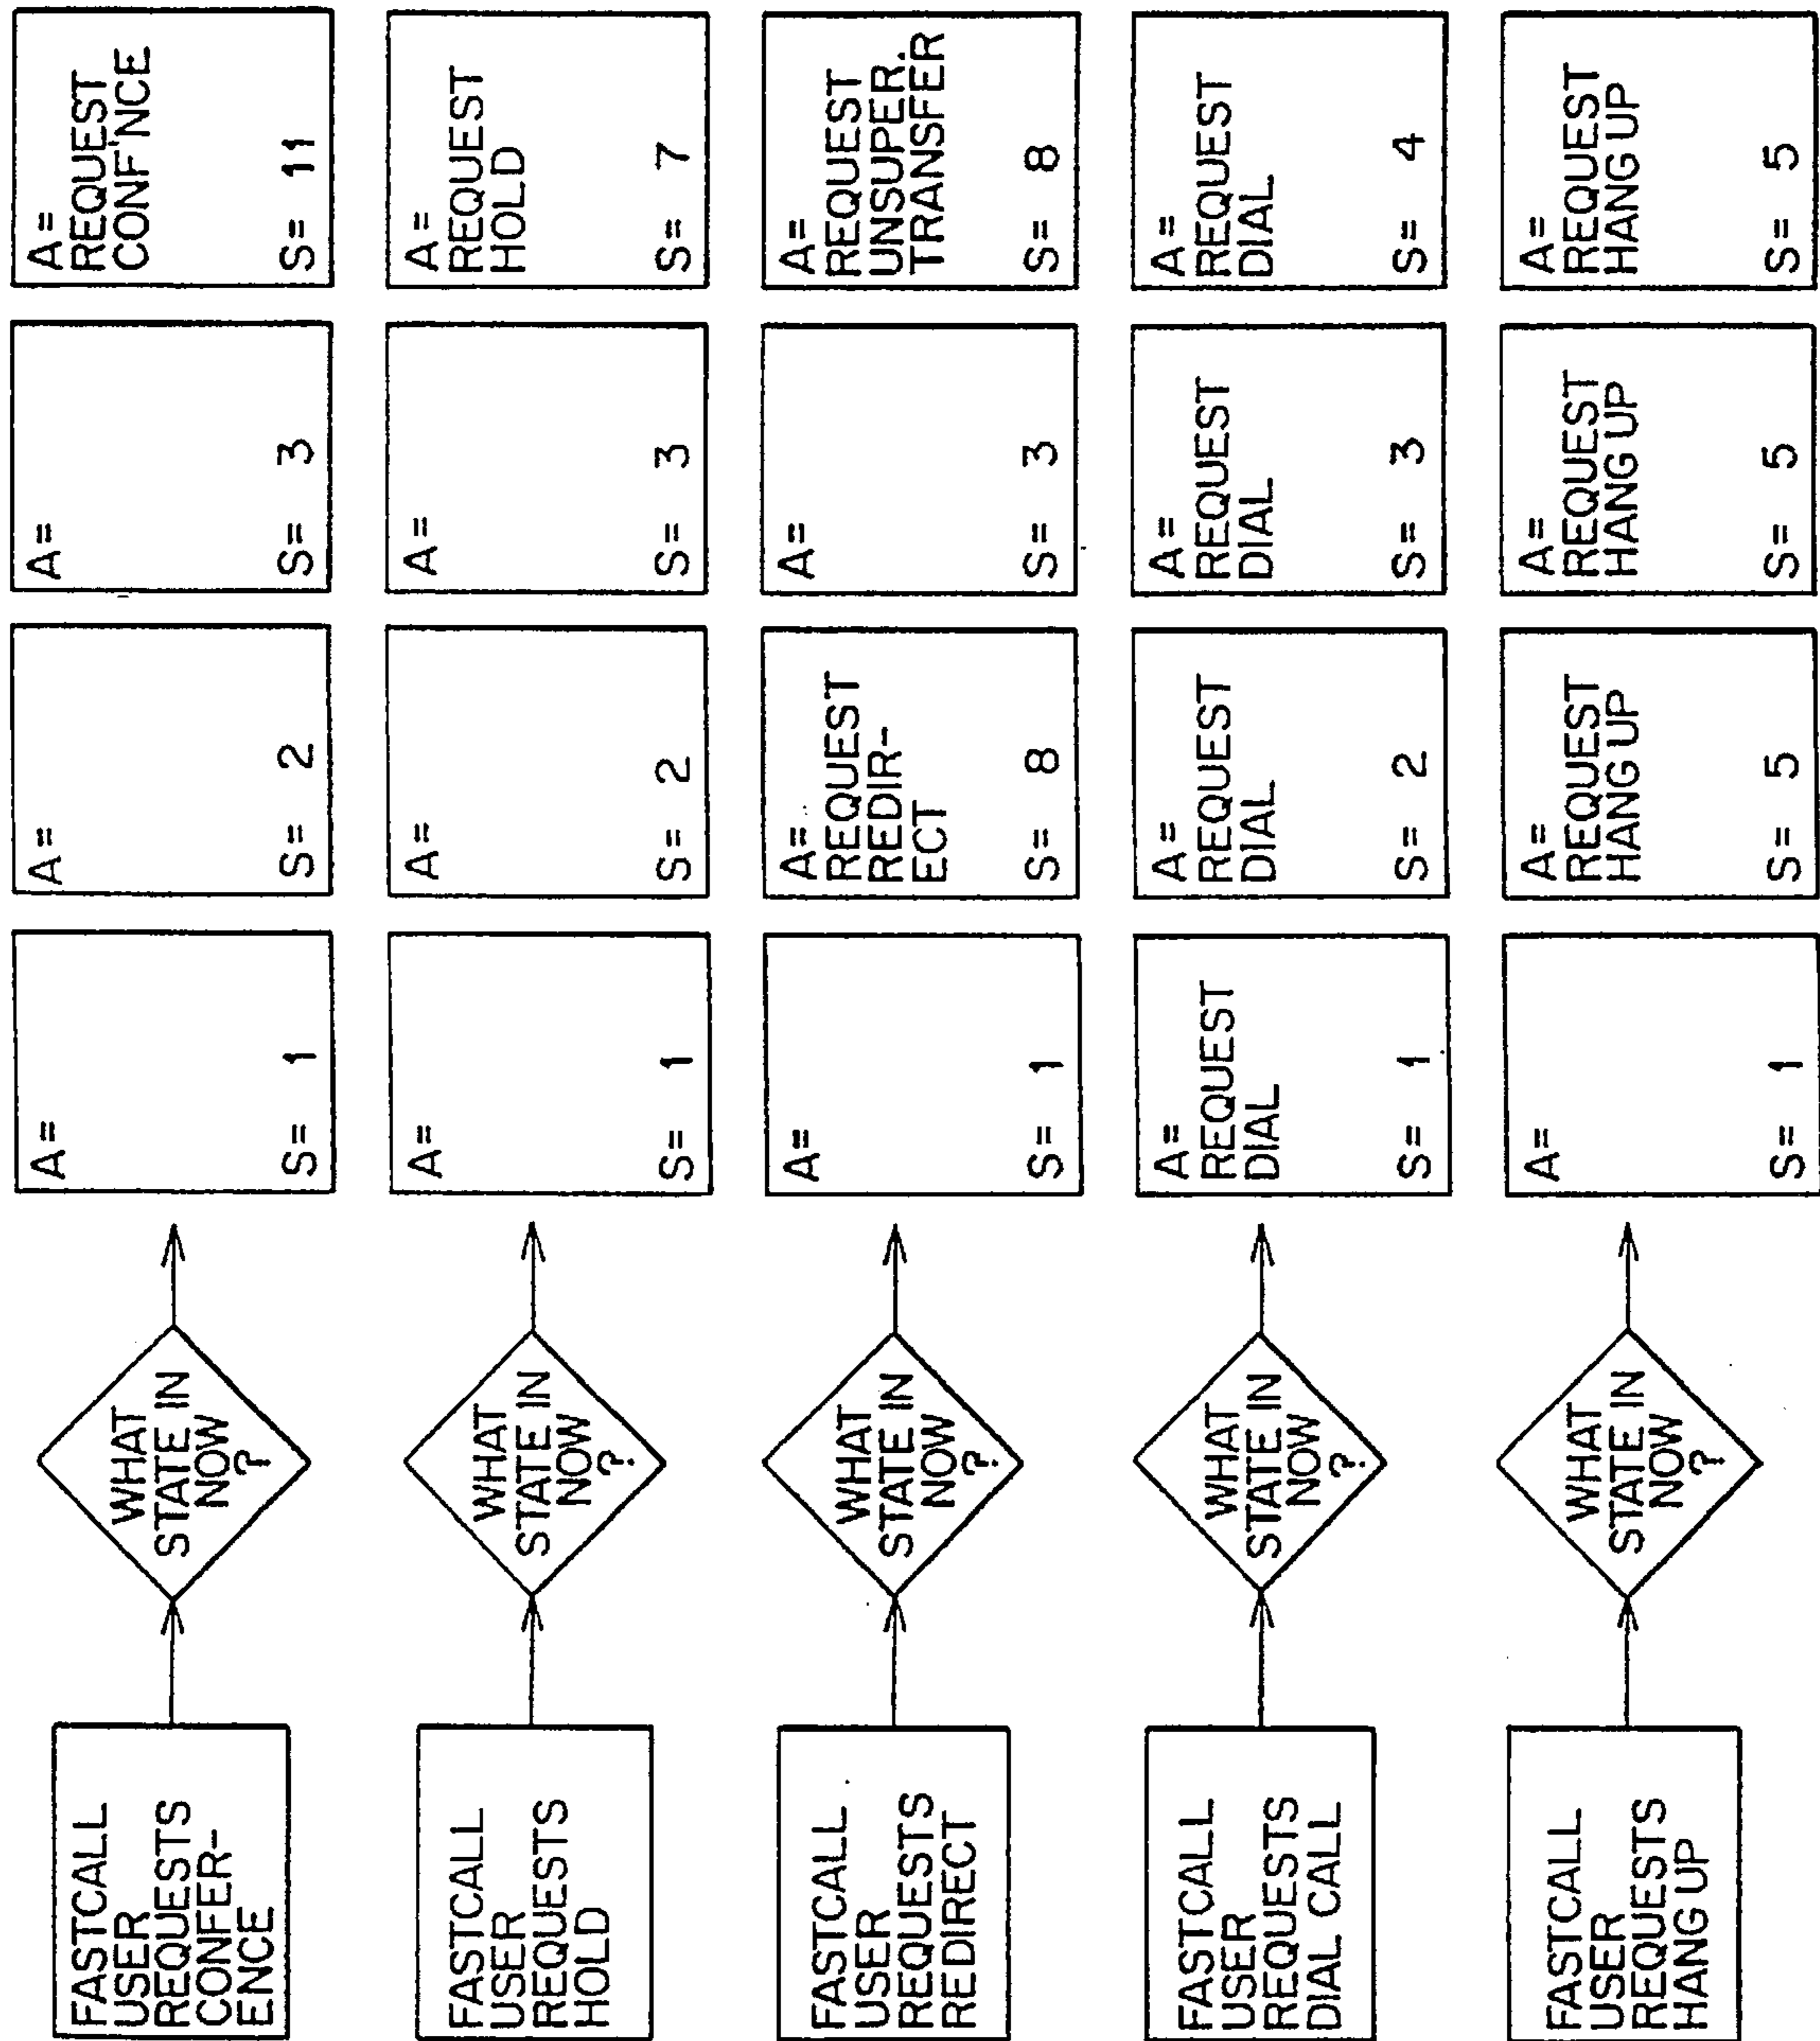 FASTCALL
USER
REQUESTS
CONFER-
ENCE
WHAT
STATE IN
NOW
?
A=
S= 1
A=
S= 2
A=
S= 3
A=
REQUEST
CONF'NCE
S= 11
FASTCALL
USER
REQUESTS
HOLD
WHAT
STATE IN
NOW
?
A=
S= 1
A=
S= 2
A=
S= 3
A=
REQUEST
HOLD
S= 7
FASTCALL
USER
REQUESTS
REDIRECT
WHAT
STATE IN
NOW
?
A=
S= 1
A=
REQUEST
REDIR-
ECT
S= 8
A=
S= 3
A=
REQUEST
UNSUPER.
TRANSFER
S= 8
FASTCALL
USER
REQUESTS
DIAL CALL
WHAT
STATE IN
NOW
?
A=
REQUEST
DIAL
S= 1
A=
REQUEST
DIAL
S= 2
A=
REQUEST
DIAL
S= 3
A=
REQUEST
DIAL
S= 4
FASTCALL
USER
REQUESTS
HANG UP
WHAT
STATE IN
NOW
?
A=
S= 1
A=
REQUEST
HANG UP
S= 5
A=
REQUEST
HANG UP
S= 5
A=
REQUEST
HANG UP
S= 5